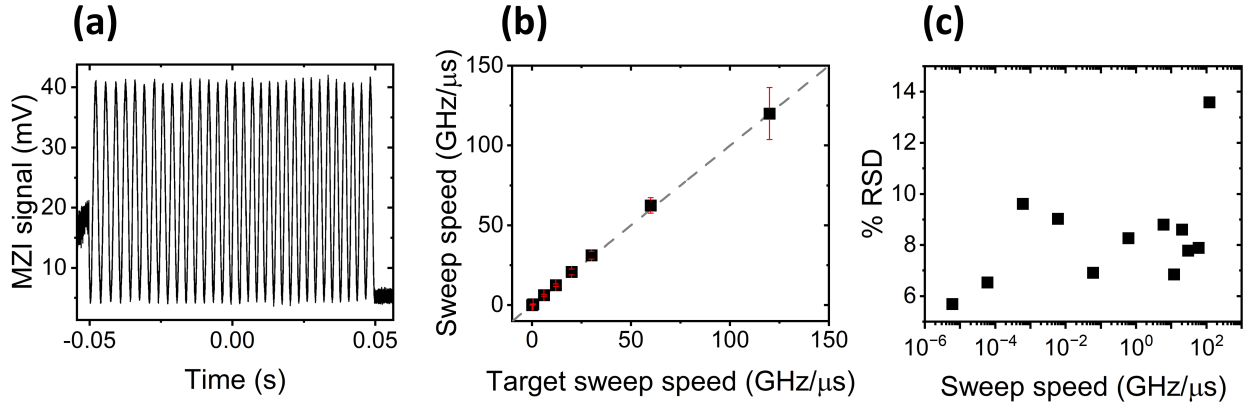 (a)
MZI signal (mV)
40
30
20
10
-0.05
0.00
0.05
Time (s)
(b)
Sweep speed (GHz/μs)
150
100
50
0
0
50
100
150
Target sweep speed (GHz/μs)
(c)
% RSD
14
12
10
8
6
10⁻⁶
10⁻⁴
10⁻²
10⁰
10²
Sweep speed (GHz/μs)